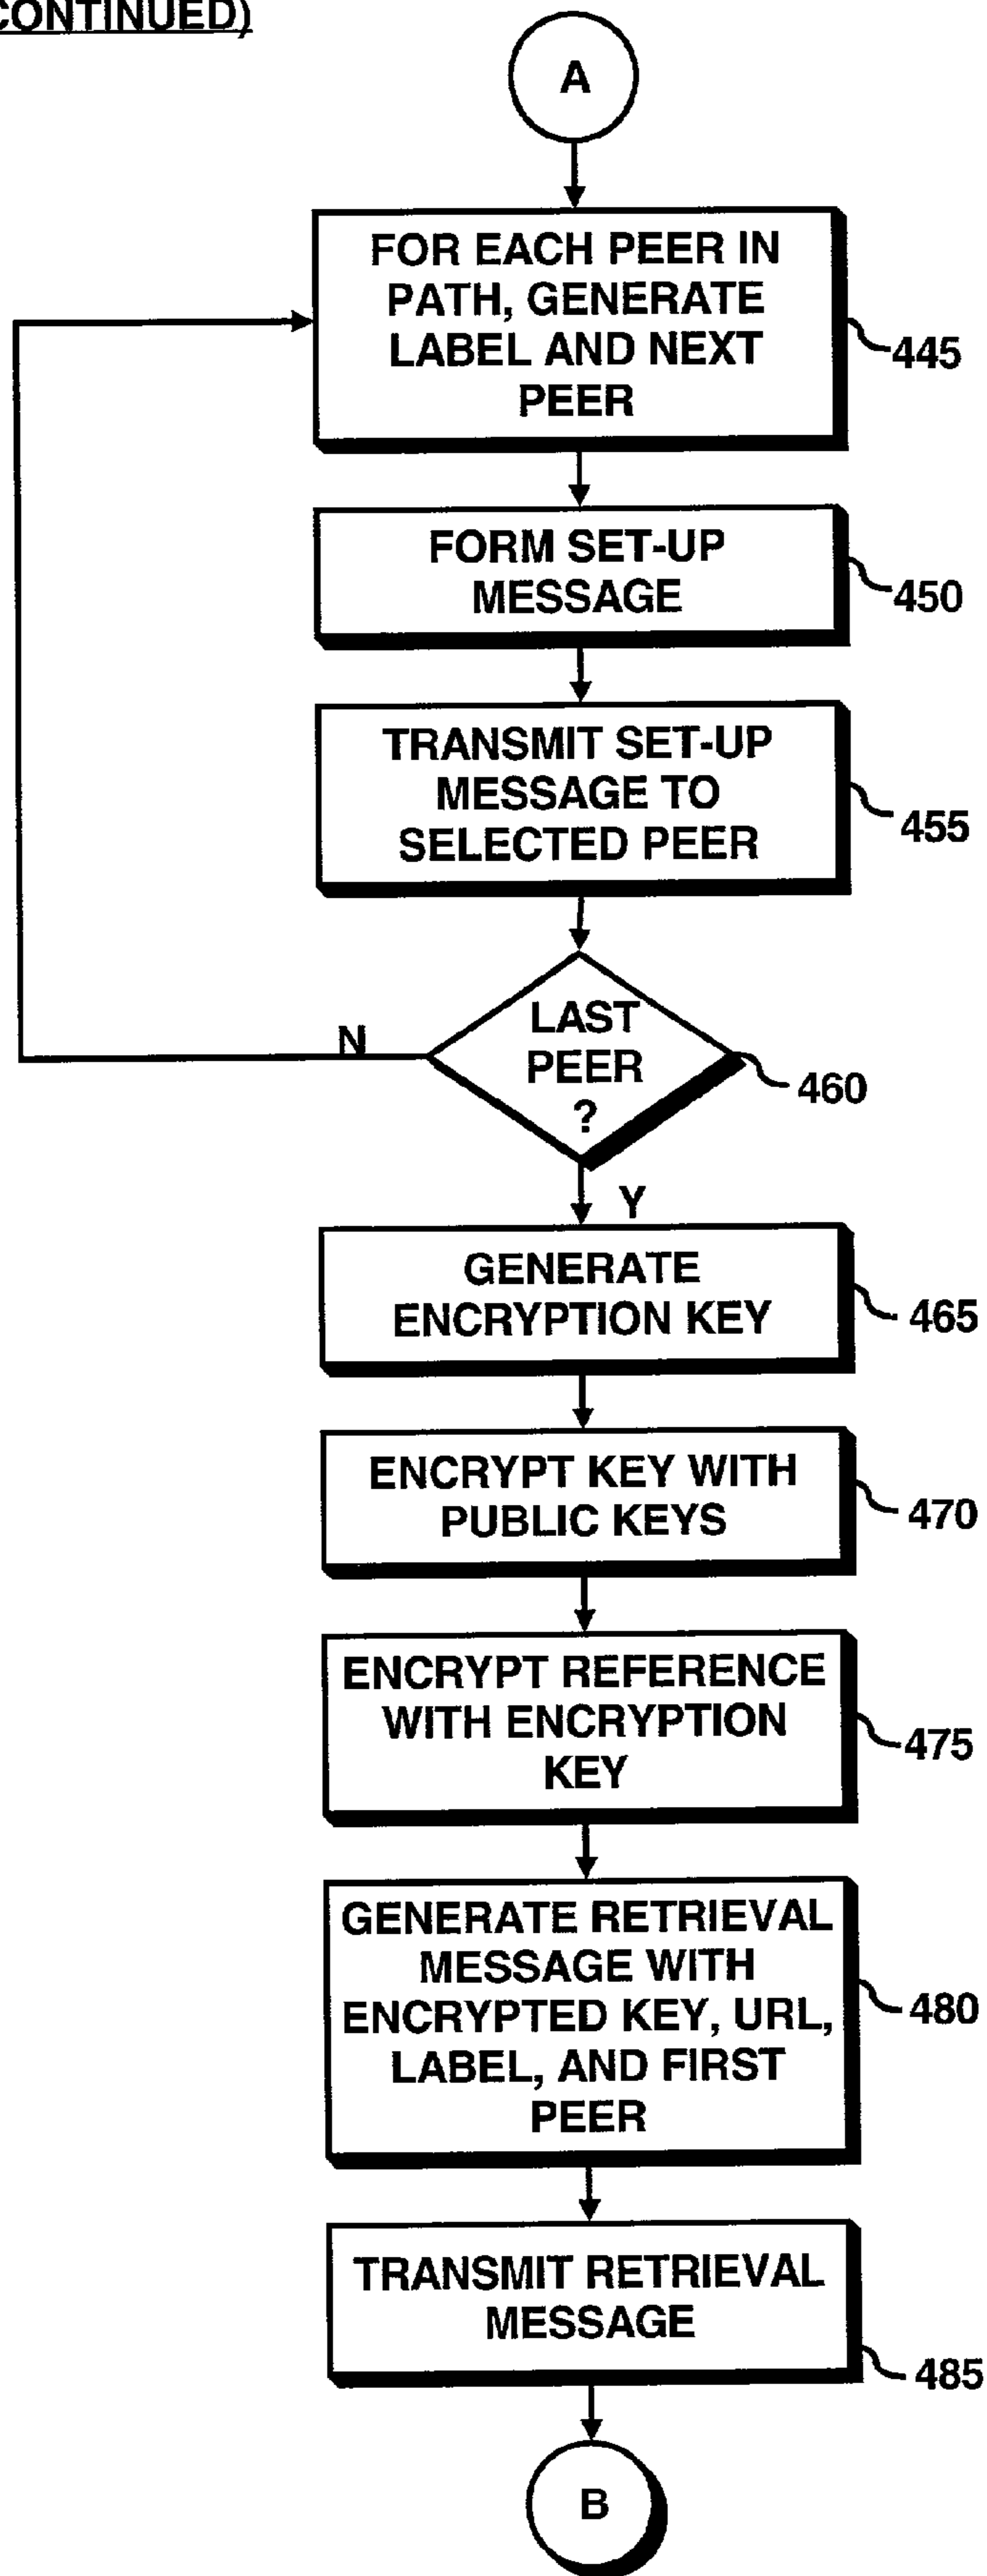 CONTINUED)
A
FOR EACH PEER IN
PATH, GENERATE
LABEL AND NEXT
PEER
445
FORM SET-UP
MESSAGE
450
TRANSMIT SET-UP
MESSAGE TO
SELECTED PEER
455
LAST
PEER
?
460
N
Y
GENERATE
ENCRYPTION KEY
465
ENCRYPT KEY WITH
PUBLIC KEYS
470
ENCRYPT REFERENCE
WITH ENCRYPTION
KEY
475
GENERATE RETRIEVAL
MESSAGE WITH
ENCRYPTED KEY, URL,
LABEL, AND FIRST
PEER
480
TRANSMIT RETRIEVAL
MESSAGE
485
B